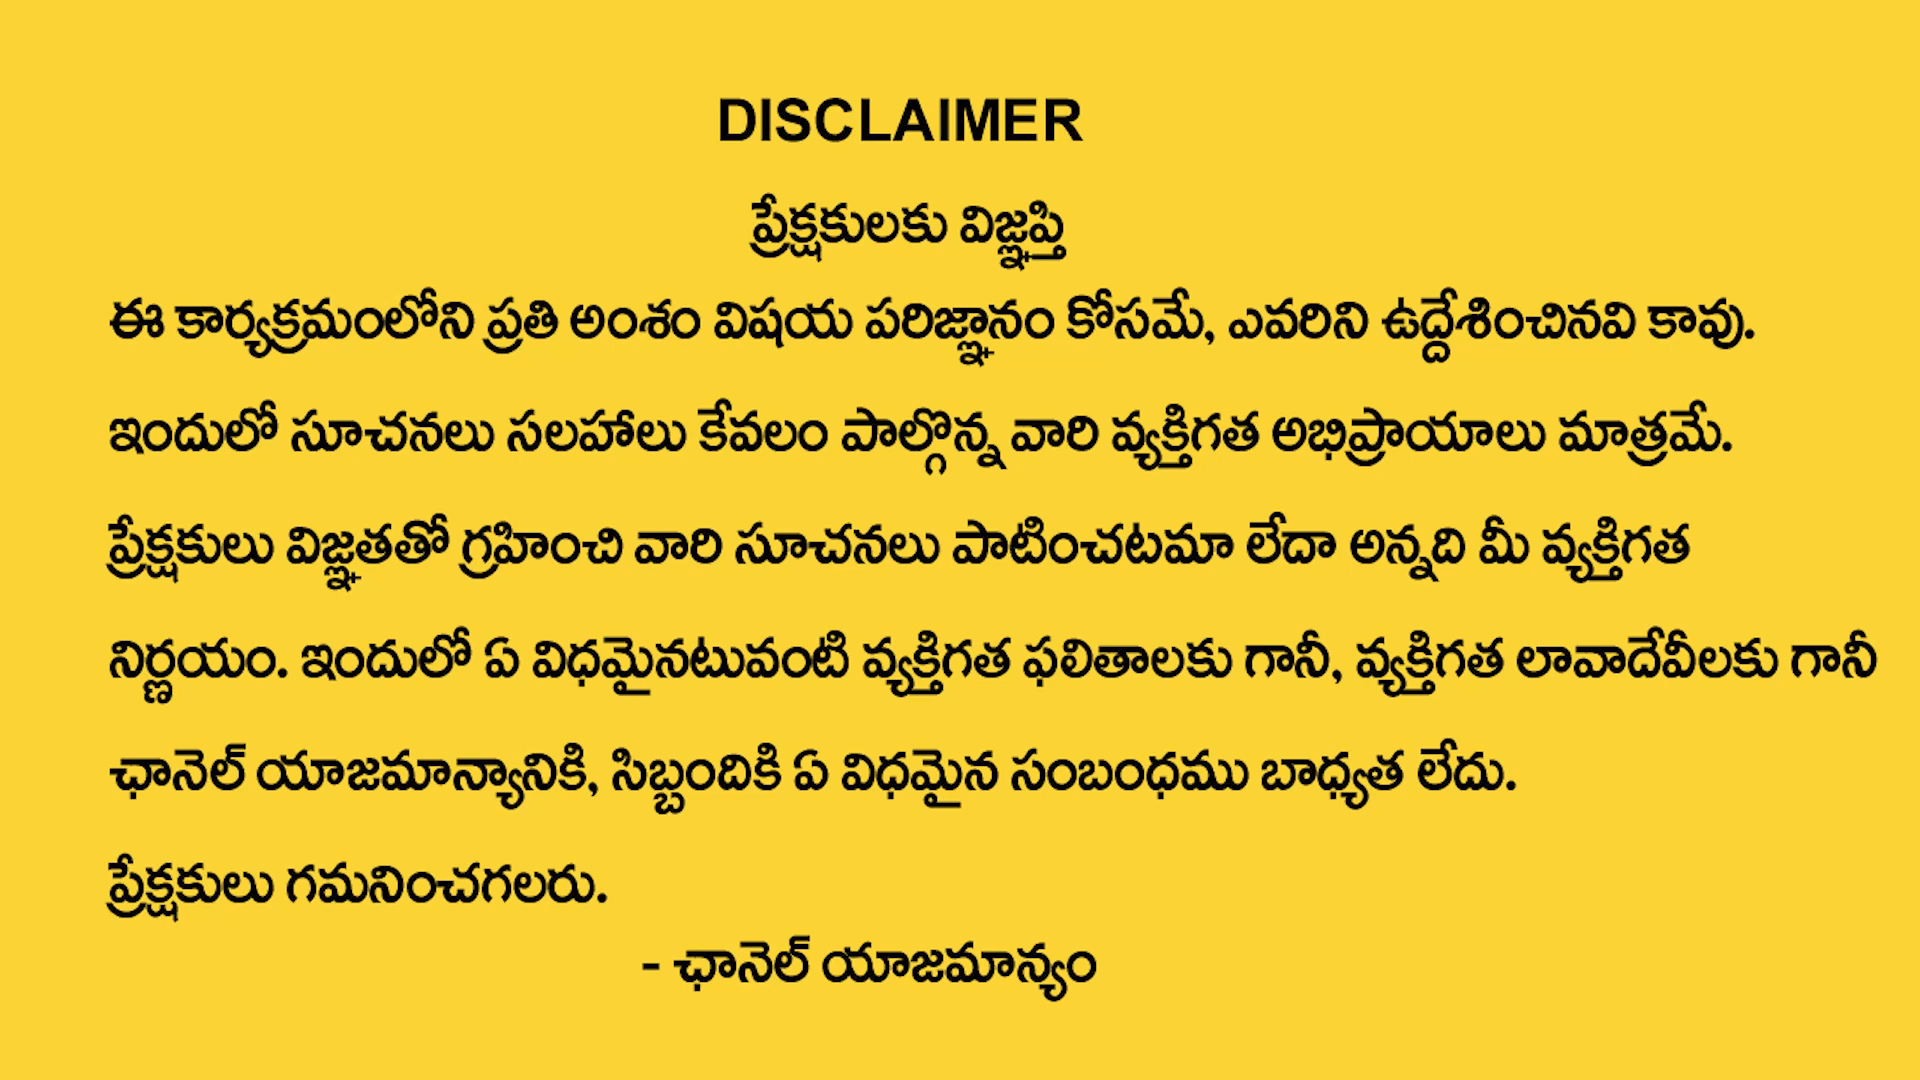 DISCLAIMER
ప్రేక్షకులకు విజ్ఞప్తి
ఈ కార్యక్రమంలోని ప్రతి అంశం విషయ పరిజ్ఞానం కోసమే, ఎవరిని ఉద్దేశించినవి కావు.
ఇందులో సూచనలు సలహాలు కేవలం పాల్గొన్న వారి వ్యక్తిగత అభిప్రాయాలు మాత్రమే.
ప్రేక్షకులు విజ్ఞతతో గ్రహించి వారి సూచనలు పాటించటమా లేదా అన్నది మీ వ్యక్తిగత
నిర్ణయం. ఇందులో ఏ విధమైనటువంటి వ్యక్తిగత ఫలితాలకు గానీ, వ్యక్తిగత లావాదేవీలకు గానీ
ఛానెల్ యాజమాన్యానికి, సిబ్బందికి ఏ విధమైన సంబంధము బాధ్యత లేదు.
ప్రేక్షకులు గమనించగలరు.
- ఛానెల్ యాజమాన్యం